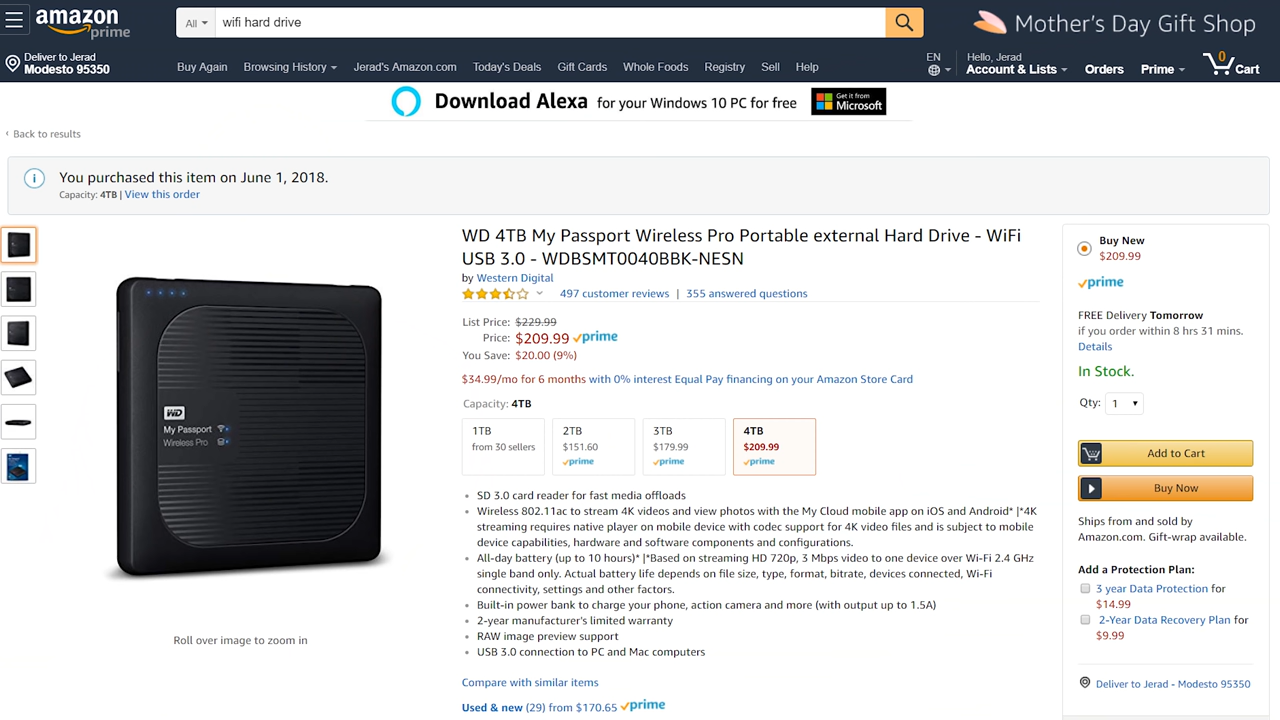 amazon
prime
All
wifi hard drive
Mother's Day Gift Shop
Deliver to Jerad
Modesto 95350
Buy Again
Browsing History
Jerad's Amazon.com
Today's Deals
Gift Cards
Whole Foods
Registry
Sell
Help
EN
Hello, Jerad
Account & Lists
Orders
Prime
0
Cart
Download Alexa for your Windows 10 PC for free
Get it from
Microsoft
‹ Back to results
You purchased this item on June 1, 2018.
Capacity: 4TB | View this order
WD 4TB My Passport Wireless Pro Portable external Hard Drive - WiFi
USB 3.0 - WDBSMT0040BBK-NESN
by Western Digital
497 customer reviews | 355 answered questions
List Price: $229.99
Price: $209.99 prime
You Save: $20.00 (9%)
$34.99/mo for 6 months with 0% interest Equal Pay financing on your Amazon Store Card
Capacity: 4TB
1TB
from 30 sellers
2TB
$151.60
prime
3TB
$179.99
prime
4TB
$209.99
prime
SD 3.0 card reader for fast media offloads
Wireless 802.11ac to stream 4K videos and view photos with the My Cloud mobile app on iOS and Android* |*4K
streaming requires native player on mobile device with codec support for 4K video files and is subject to mobile
device capabilities, hardware and software components and configurations.
All-day battery (up to 10 hours)* |*Based on streaming HD 720p, 3 Mbps video to one device over Wi-Fi 2.4 GHz
single band only. Actual battery life depends on file size, type, format, bitrate, devices connected, Wi-Fi
connectivity, settings and other factors.
Built-in power bank to charge your phone, action camera and more (with output up to 1.5A)
2-year manufacturer's limited warranty
RAW image preview support
USB 3.0 connection to PC and Mac computers
Compare with similar items
Used & new (29) from $170.65 prime
WD
My Passport
Wireless Pro
Roll over image to zoom in
Buy New
$209.99
prime
FREE Delivery Tomorrow
if you order within 8 hrs 31 mins.
Details
In Stock.
Qty: 1
Add to Cart
Buy Now
Ships from and sold by
Amazon.com. Gift-wrap available.
Add a Protection Plan:
3 year Data Protection for
$14.99
2-Year Data Recovery Plan for
$9.99
Deliver to Jerad - Modesto 95350